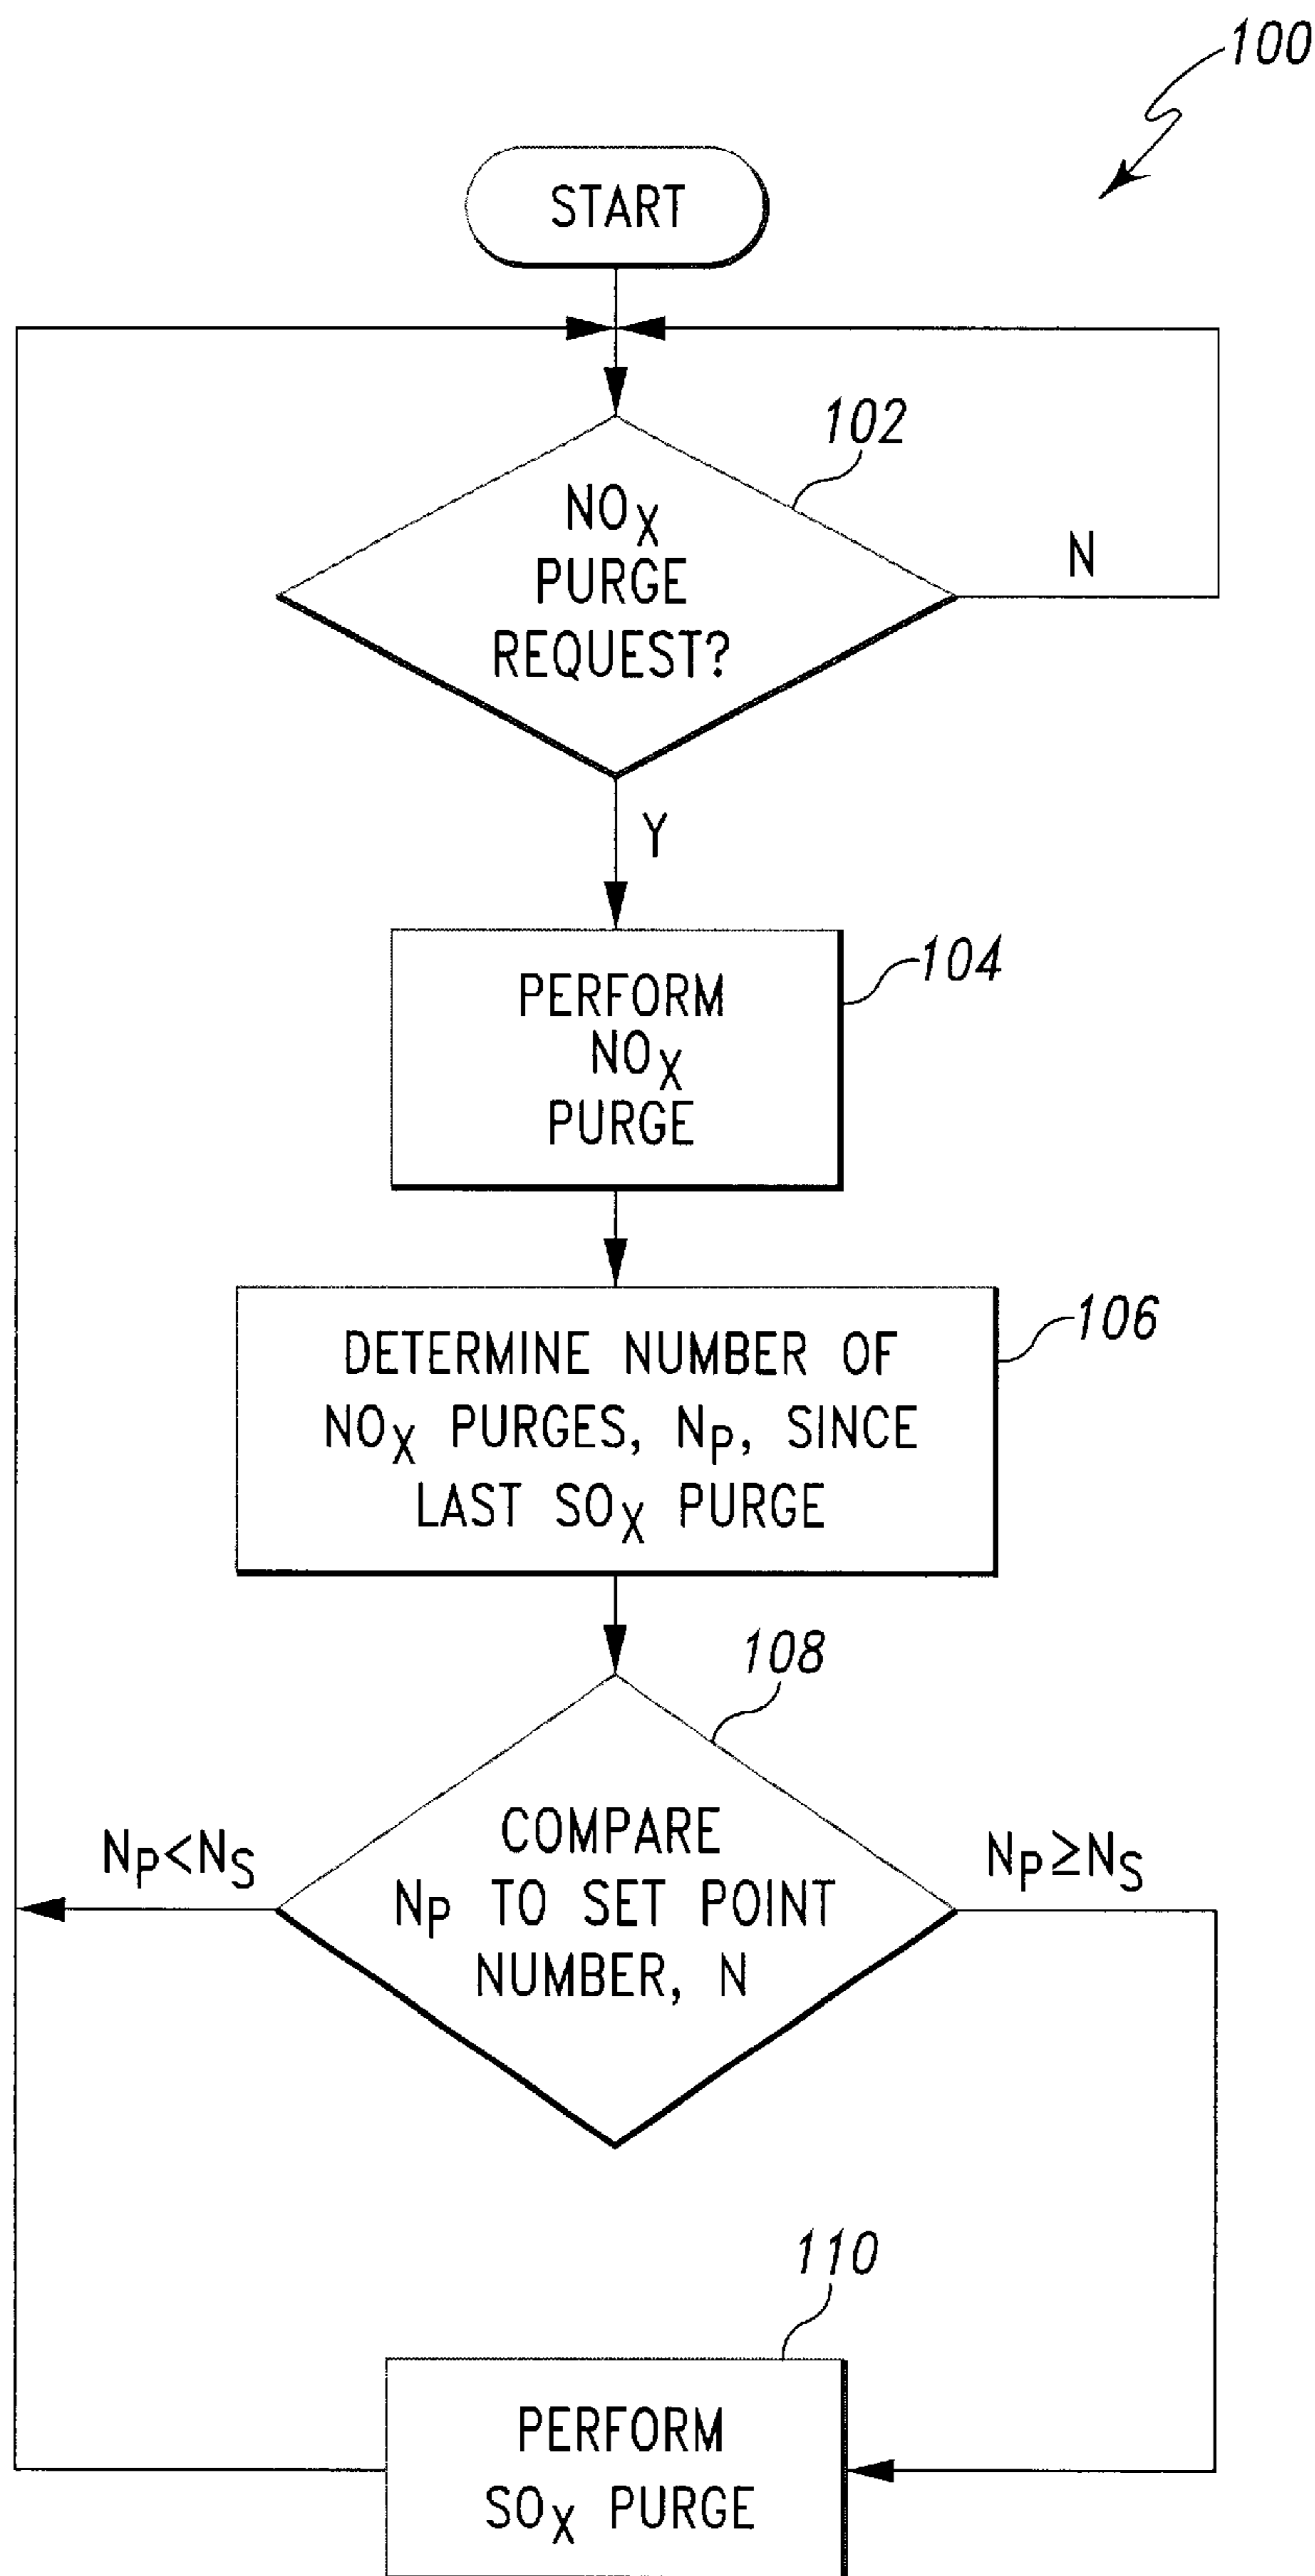 100
START
102
NOX
PURGE
REQUEST?
N
Y
104
PERFORM
NOX
PURGE
106
DETERMINE NUMBER OF
NOX PURGES, NP, SINCE
LAST SOX PURGE
108
NP<NS
COMPARE
NP TO SET POINT
NUMBER, N
NP≥NS
110
PERFORM
SOX PURGE